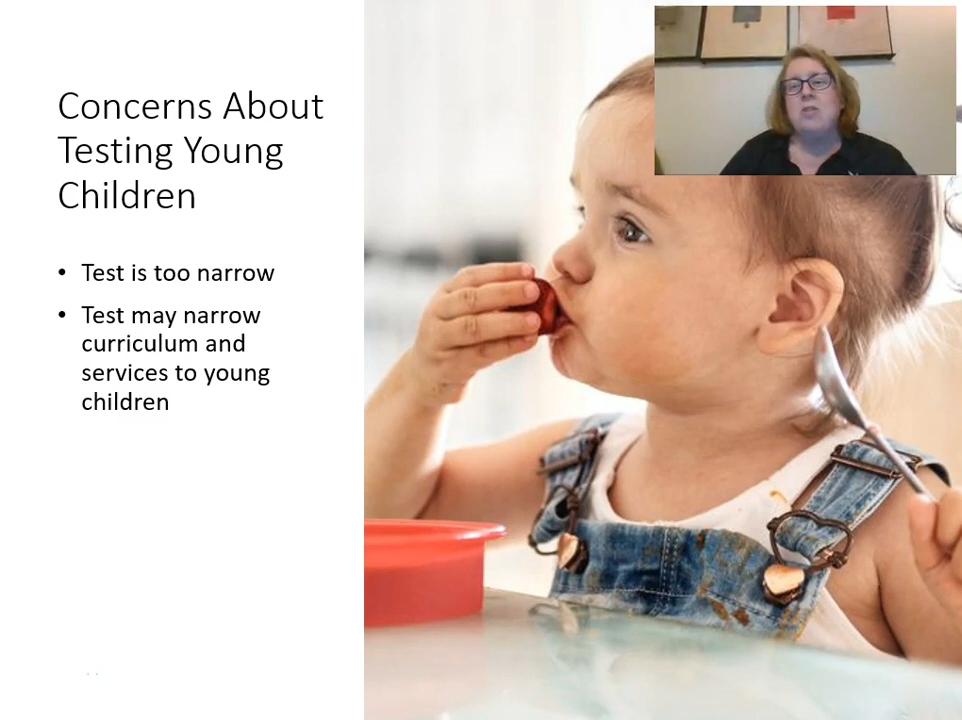 Concerns About
Testing Young
Children
• Test is too narrow
• Test may narrow
curriculum and
services to young
children